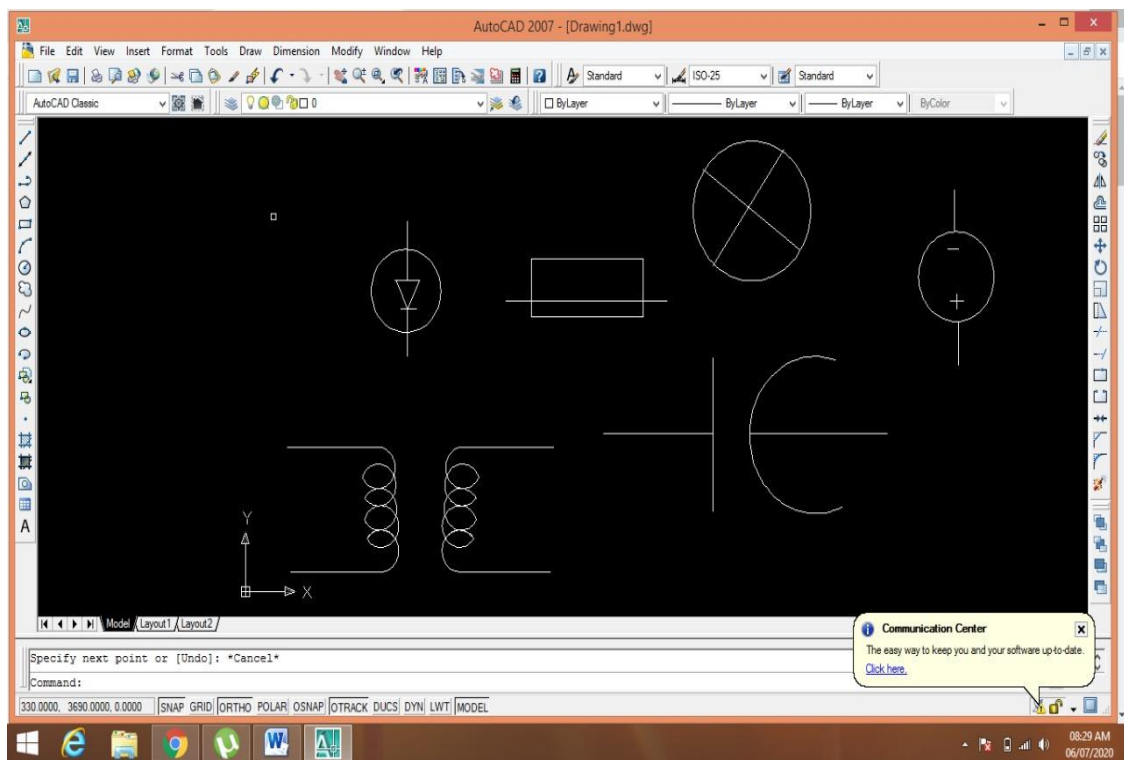 AutoCAD 2007 - [Drawing1.dwg]
File Edit View Insert Format Tools Draw Dimension Modify Window Help
Standard ISO-25 Standard
AutoCAD Classic 0 ByLayer ByLayer ByLayer ByColor
A
Y
X
Model Layout1 Layout2
Communication Center
The easy way to keep you and your software up-to-date.
Click here.
Specify next point or [Undo]: *Cancel*
Command:
330.0000, 3690.0000, 0.0000 SNAP GRID ORTHO POLAR OSNAP OTRACK DUCS DYN LWT MODEL
08:29 AM
06/07/2020